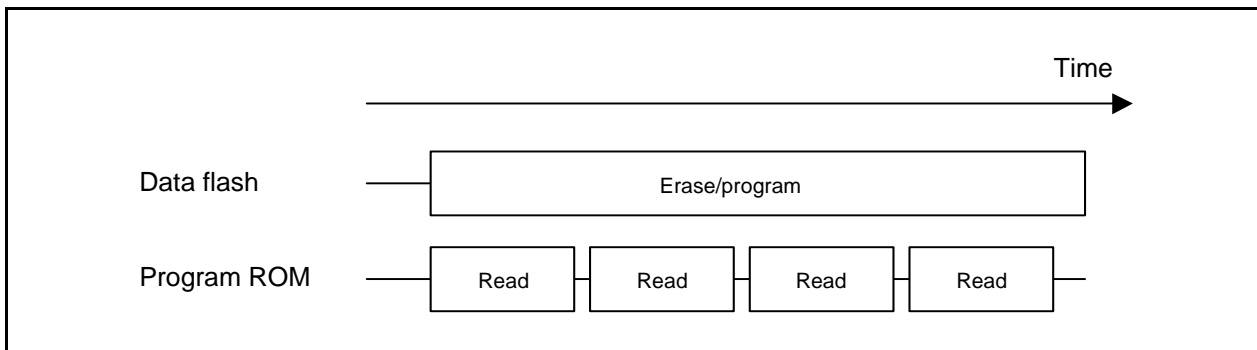 Time
Data flash
Erase/program
Program ROM
Read
Read
Read
Read